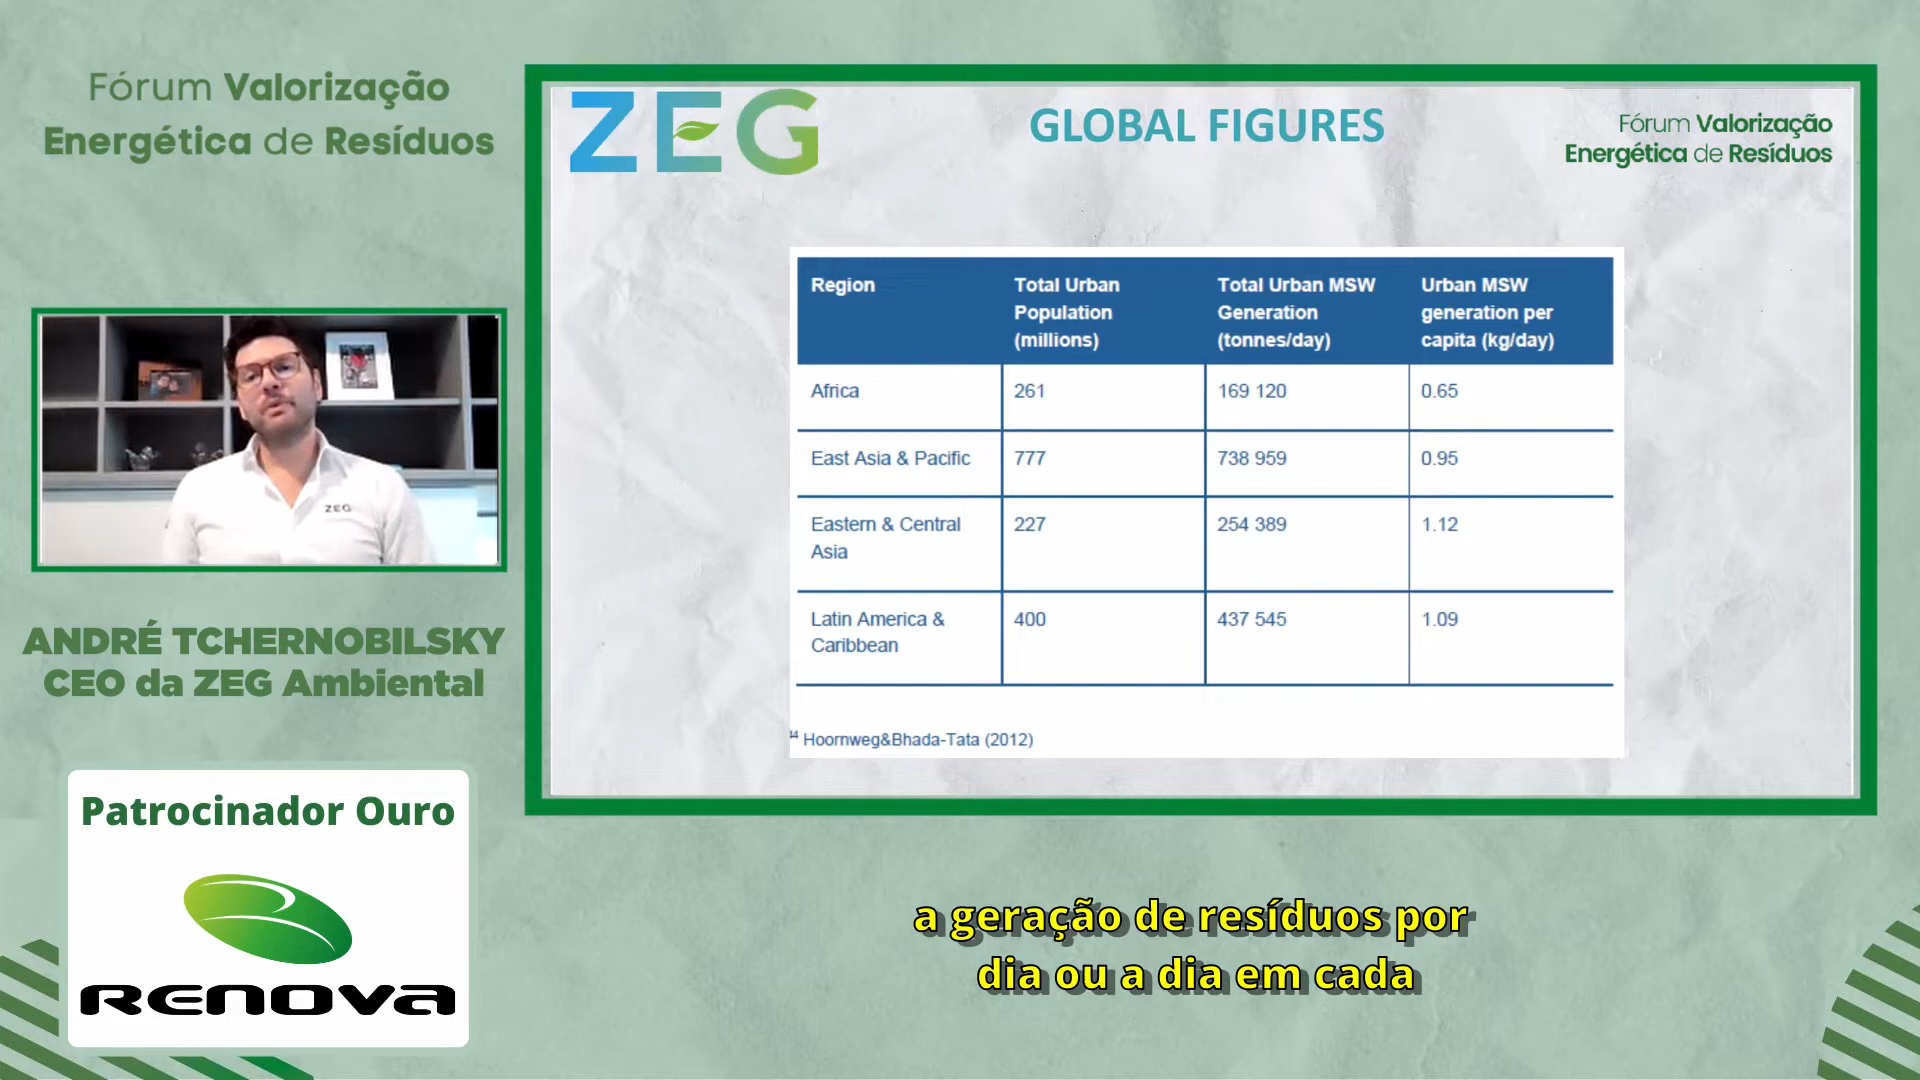 Fórum Valorização
Energética de Resíduos
ZEG
ANDRÉ TCHERNOBILSKY
CEO da ZEG Ambiental
Patrocinador Ouro
RENOVA
ZEG
GLOBAL FIGURES
Fórum Valorização
Energética de Resíduos
Region
Total Urban
Population
(millions)
Total Urban MSW
Generation
(tonnes/day)
Urban MSW
generation per
capita (kg/day)
Africa
261
169 120
0.65
East Asia & Pacific
777
738 959
0.95
Eastern & Central
Asia
227
254 389
1.12
Latin America &
Caribbean
400
437 545
1.09
44 Hoornweg&Bhada-Tata (2012)
a geração de resíduos por
dia ou a dia em cada